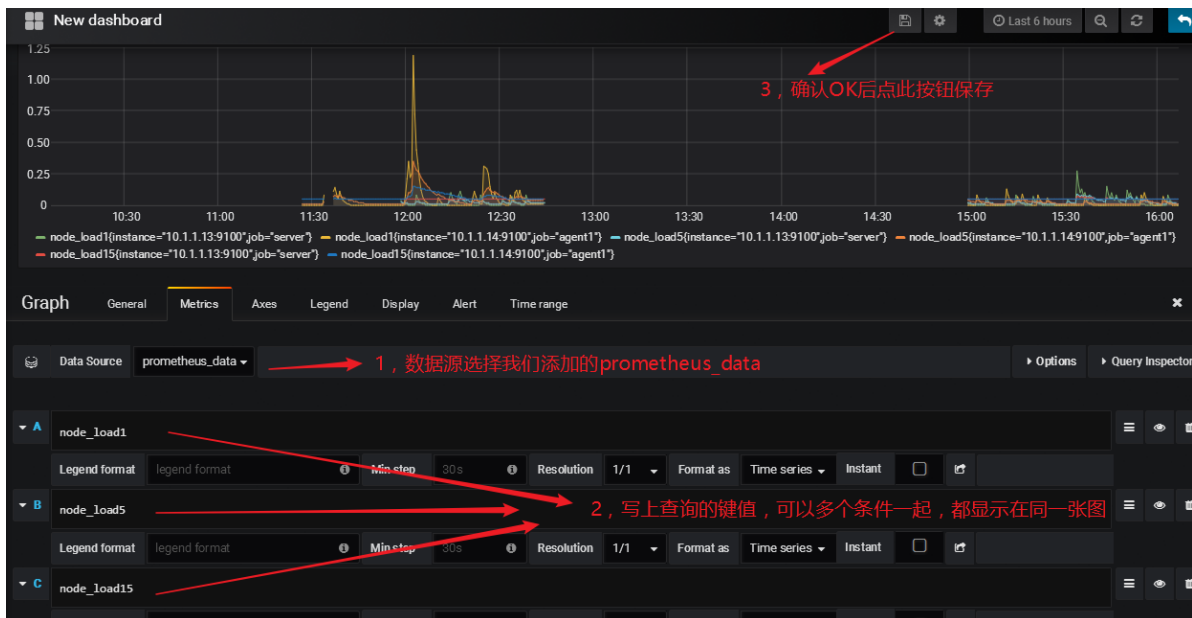 New dashboard
Last 6 hours
1.25
1.00
3，确认OK后点此按钮保存
0.75
0.50
0.25
0
10:30 11:00 11:30 12:00 12:30 13:00 13:30 14:00 14:30 15:00 15:30 16:00
node_load1{instance="10.1.1.13:9100",job="server"} node_load1{instance="10.1.1.14:9100",job="agent1"} node_load5{instance="10.1.1.13:9100",job="server"} node_load5{instance="10.1.1.14:9100",job="agent1"}
node_load15{instance="10.1.1.13:9100",job="server"} node_load15{instance="10.1.1.14:9100",job="agent1"}
Graph General Metrics Axes Legend Display Alert Time range
Data Source prometheus_data 1，数据源选择我们添加的prometheus_data Options Query Inspector
A node_load1
Legend format legend format Min step 30s Resolution 1/1 Format as Time series Instant
B node_load5 2，写上查询的键值，可以多个条件一起，都显示在同一张图
Legend format legend format Min step 30s Resolution 1/1 Format as Time series Instant
C node_load15